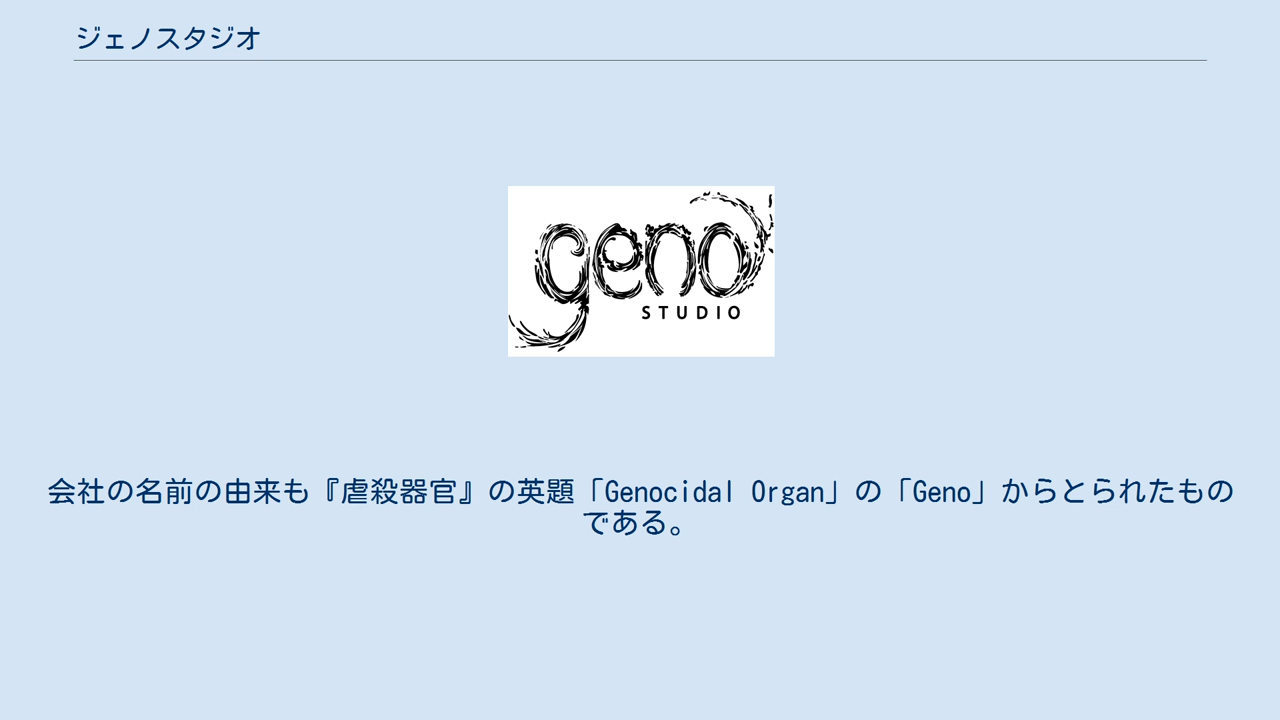 ジェノスタジオ
geno
STUDIO
会社の名前の由来も『虐殺器官』の英題「Genocidal Organ」の「Geno」からとられたもの
である。